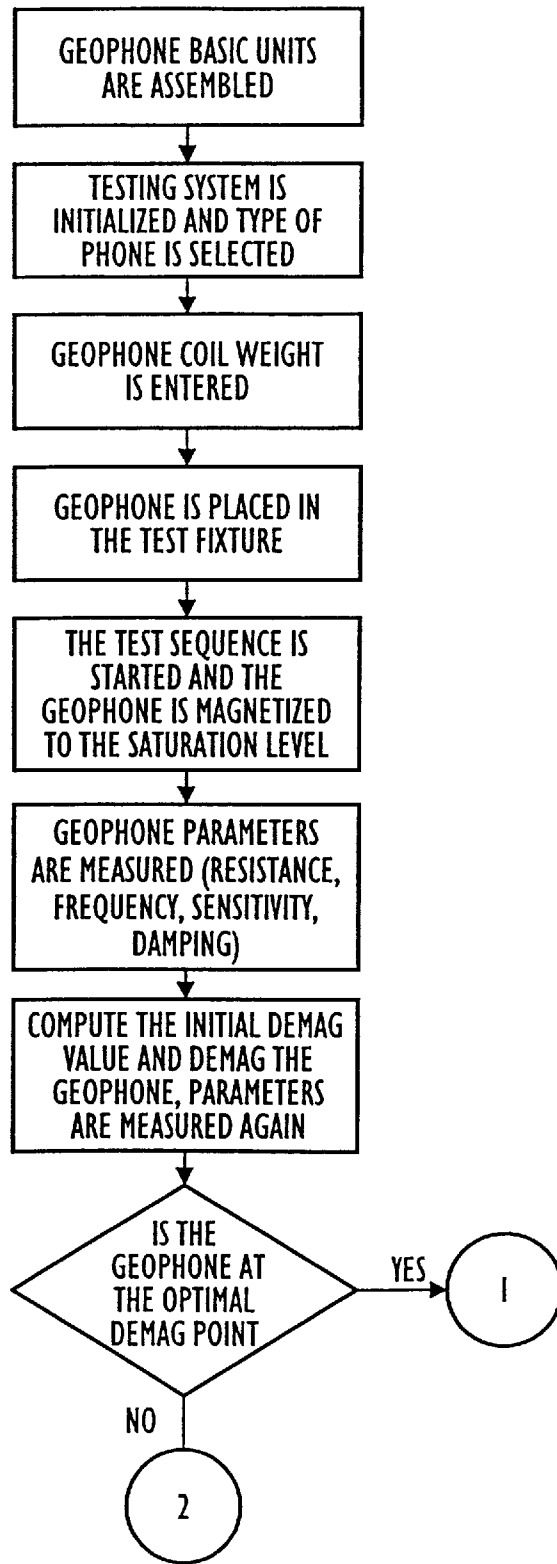 GEOPHONE BASIC UNITS
ARE ASSEMBLED
TESTING SYSTEM IS
INITIALIZED AND TYPE OF
PHONE IS SELECTED
GEOPHONE COIL WEIGHT
IS ENTERED
GEOPHONE IS PLACED IN
THE TEST FIXTURE
THE TEST SEQUENCE IS
STARTED AND THE
GEOPHONE IS MAGNETIZED
TO THE SATURATION LEVEL
GEOPHONE PARAMETERS
ARE MEASURED (RESISTANCE,
FREQUENCY, SENSITIVITY,
DAMPING)
COMPUTE THE INITIAL DEMAG
VALUE AND DEMAG THE
GEOPHONE, PARAMETERS
ARE MEASURED AGAIN
IS THE
GEOPHONE AT
THE OPTIMAL
DEMAG POINT
YES
1
NO
2